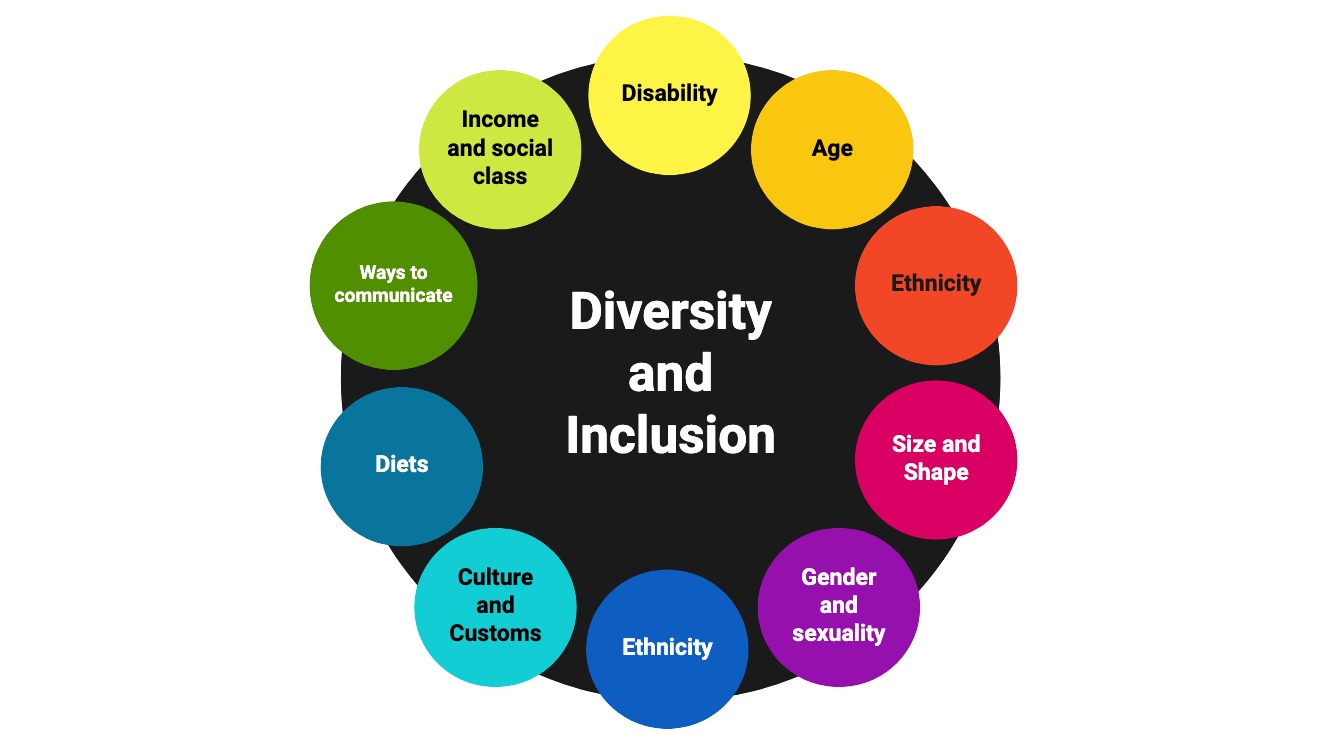 Disability
Income
and social
class
Age
Ways to
communicate
Ethnicity
Diversity
and
Inclusion
Size and
Shape
Diets
Culture
and
Customs
Gender
and
sexuality
Ethnicity